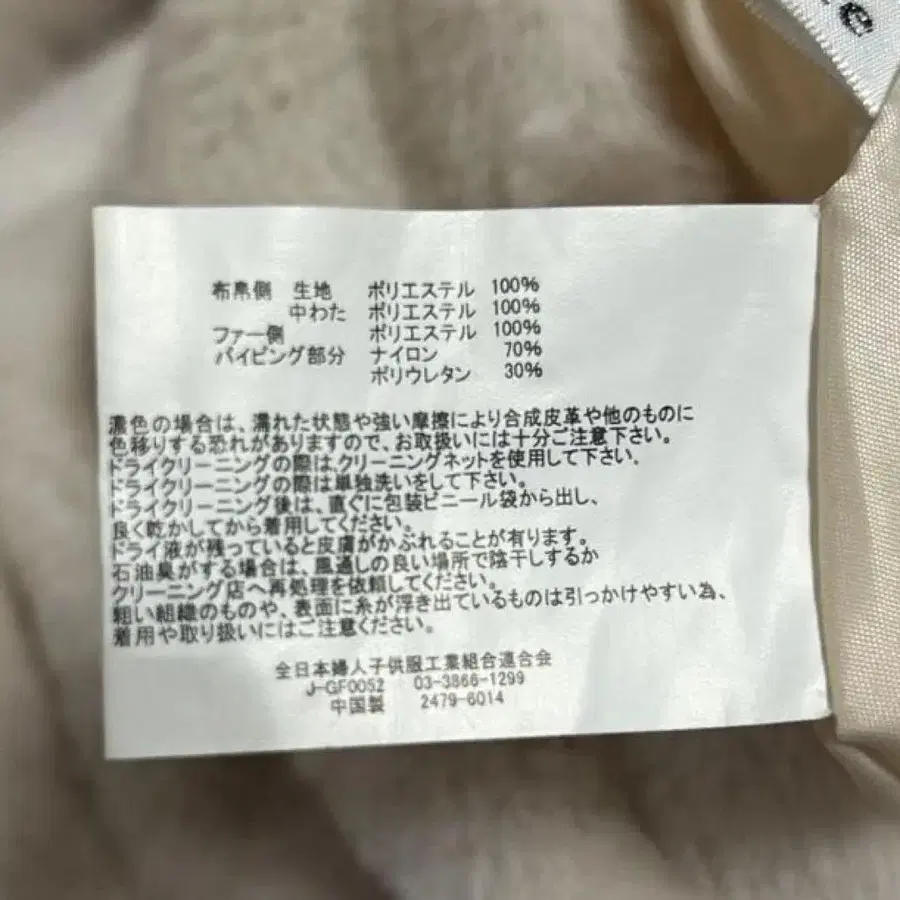 布帛側 生地 ポリエステル 100%
中わた ポリエステル 100%
ファー側 ポリエステル 100%
パイピング部分 ナイロン 70%
ポリウレタン 30%
濃色の場合は、濡れた状態や強い摩擦により合成皮革や他のものに
色移りする恐れがありますので、お取扱いには十分ご注意下さい。
ドライクリーニングの際はクリーニングネットを使用して下さい。
ドライクリーニングの際は単独洗いをして下さい。
ドライクリーニング後は、直ぐに包装ビニール袋から出し、
良く乾かしてから着用してください。
ドライ液が残っていると皮膚がかぶれることが有ります。
石油臭がする場合は、風通しの良い場所で陰干しするか
クリーニング店へ再処理を依頼してください。
粗い組織のものや、表面に糸が浮き出ているものは引っかけやすい為、
着用や取り扱いにはご注意ください。
全日本婦人子供服工業組合連合会
J-GF0052 03-3866-1299
中国製 2479-6014